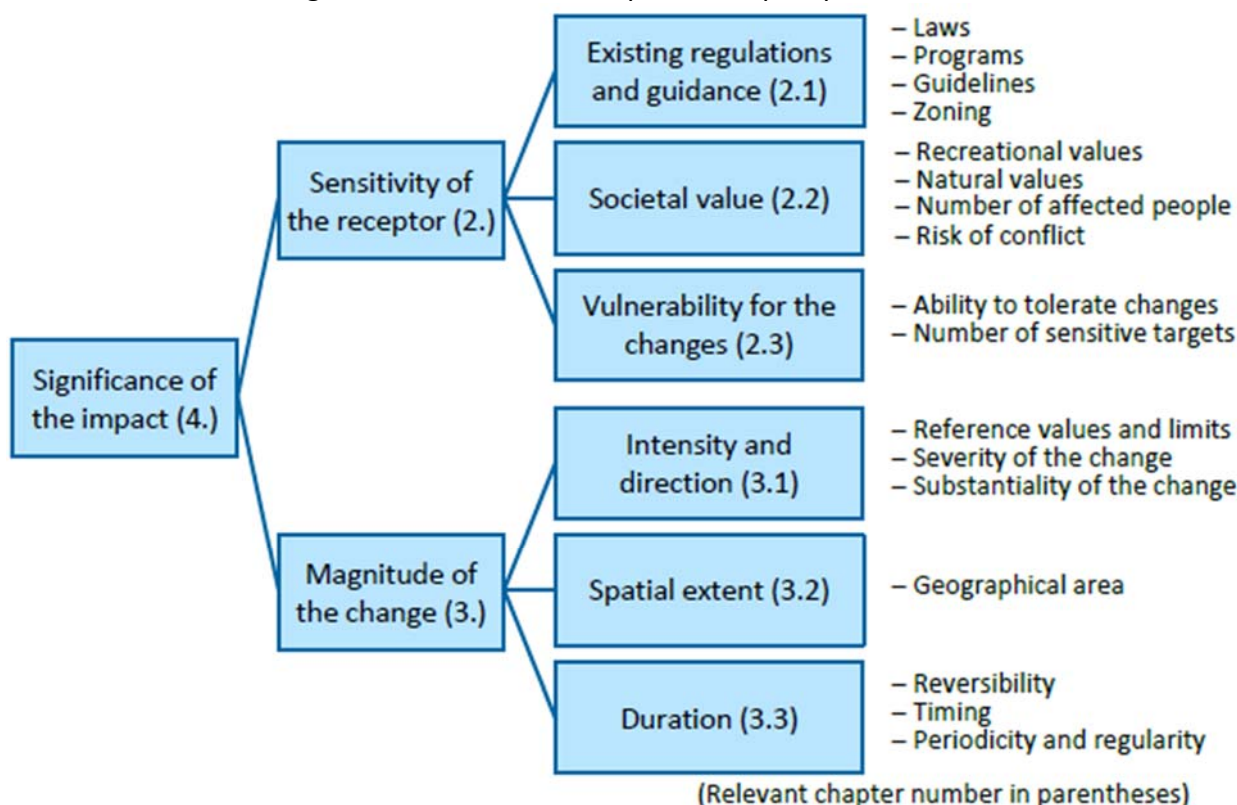 Existing regulations
and guidance (2.1)
– Laws
– Programs
– Guidelines
– Zoning
Sensitivity of
the receptor (2.)
Societal value (2.2)
– Recreational values
– Natural values
– Number of affected people
– Risk of conflict
Vulnerability for the
changes (2.3)
– Ability to tolerate changes
– Number of sensitive targets
Significance of
the impact (4.)
Intensity and
direction (3.1)
– Reference values and limits
– Severity of the change
– Substantiality of the change
Magnitude of
the change (3.)
Spatial extent (3.2)
– Geographical area
Duration (3.3)
– Reversibility
– Timing
– Periodicity and regularity
(Relevant chapter number in parentheses)